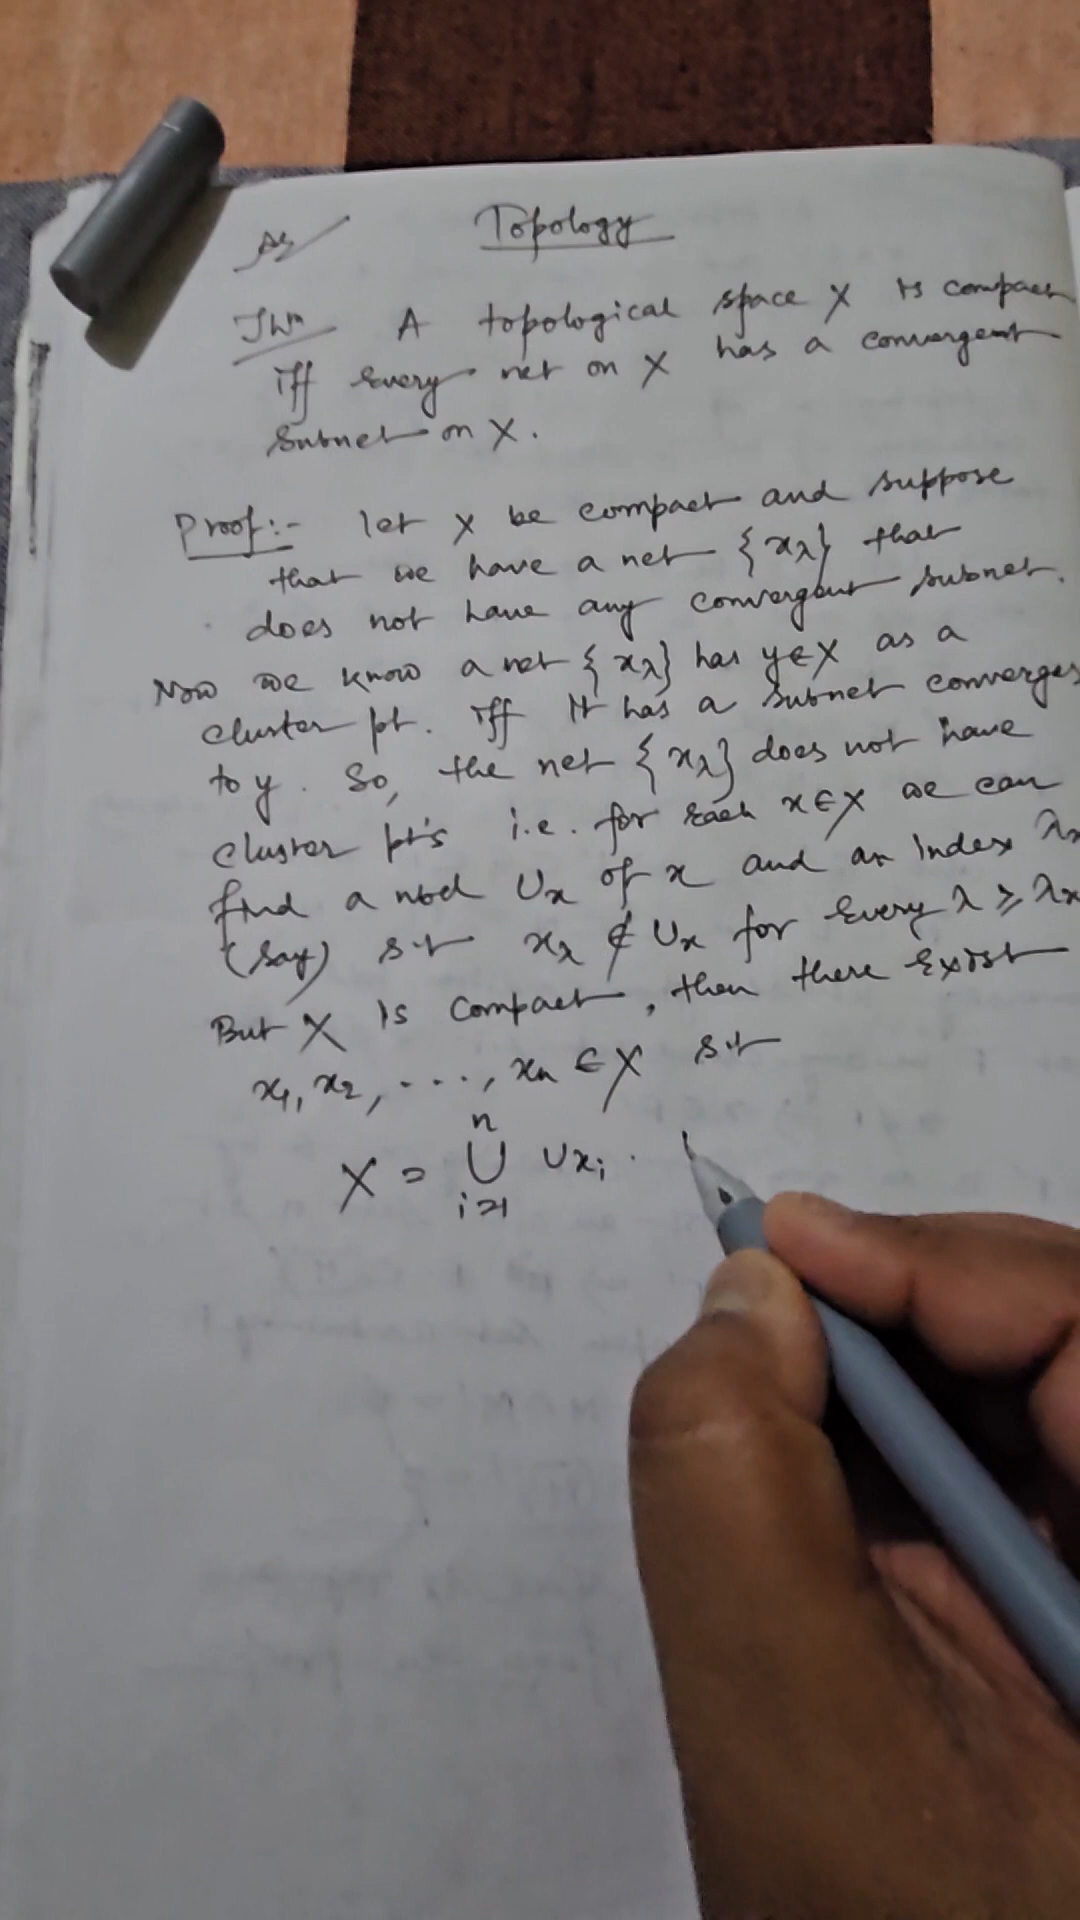 Topology
Thm A topological space X is compact
iff every net on X has a convergent
subnet on X.
Proof:- let X be compact and suppose
that we have a net {xλ} that
does not have any convergent subnet.
Now we know a net {xλ} has y∈X as a
cluster pt. iff it has a subnet converges
to y. So, the net {xλ} does not have
cluster pt's i.e. for each x∈X we can
find a nbd Ux of x and an index λx
(say) s.t xλ ∉ Ux for every λ ≥ λx
But X is compact, then there exist
x1, x2, ...., xn ∈ X s.t
n
X = ∪ Uxi .
i=1